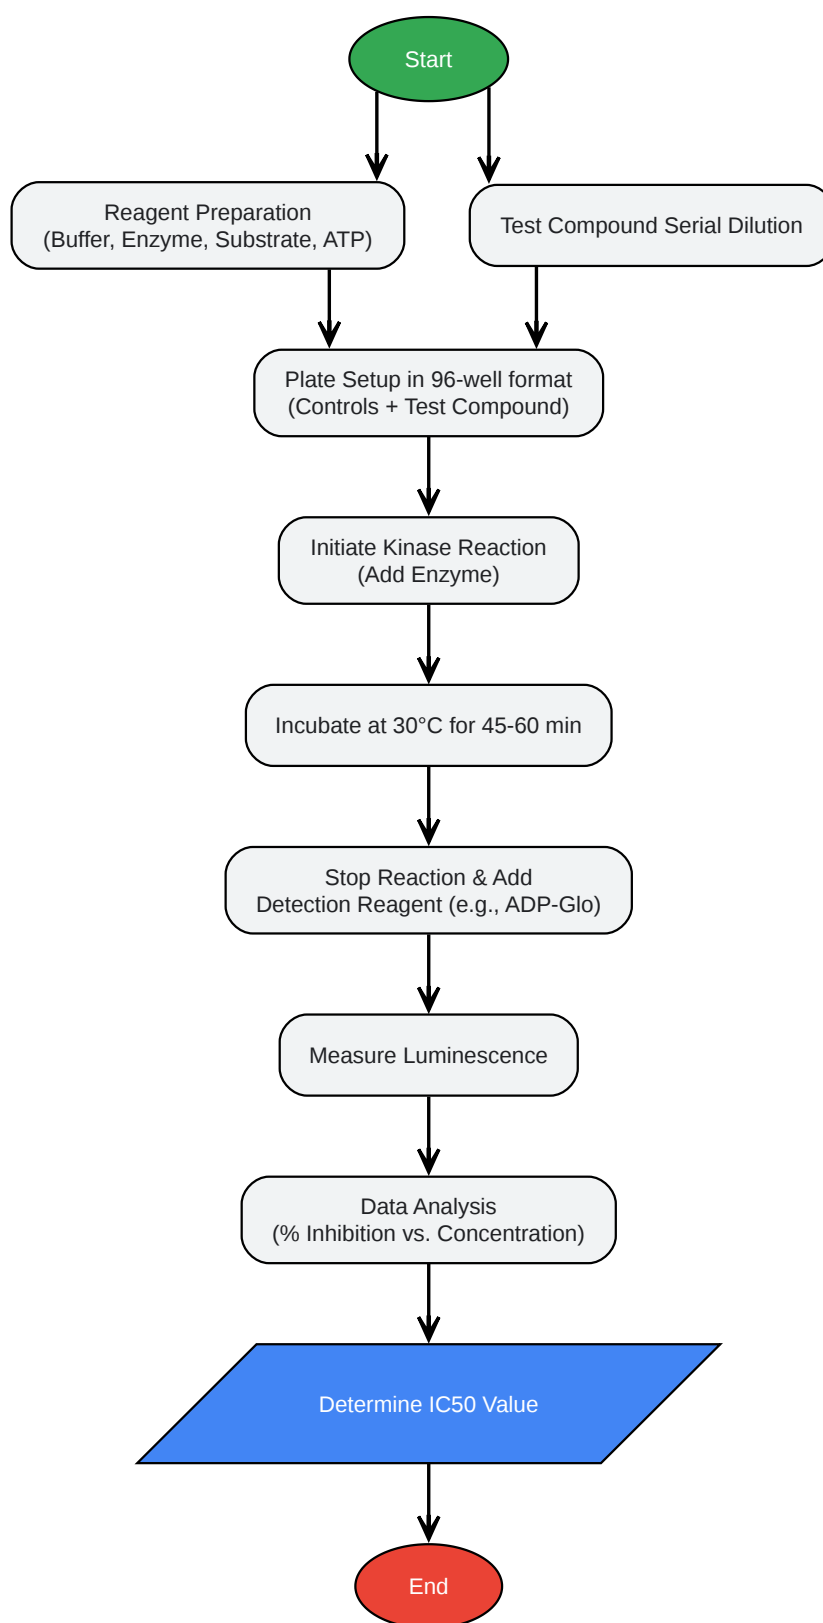 Start
Reagent Preparation
(Buffer, Enzyme, Substrate, ATP)
Test Compound Serial Dilution
Plate Setup in 96-well format
(Controls + Test Compound)
Initiate Kinase Reaction
(Add Enzyme)
Incubate at 30°C for 45-60 min
Stop Reaction & Add
Detection Reagent (e.g., ADP-Glo)
Measure Luminescence
Data Analysis
(% Inhibition vs. Concentration)
Determine IC50 Value
End